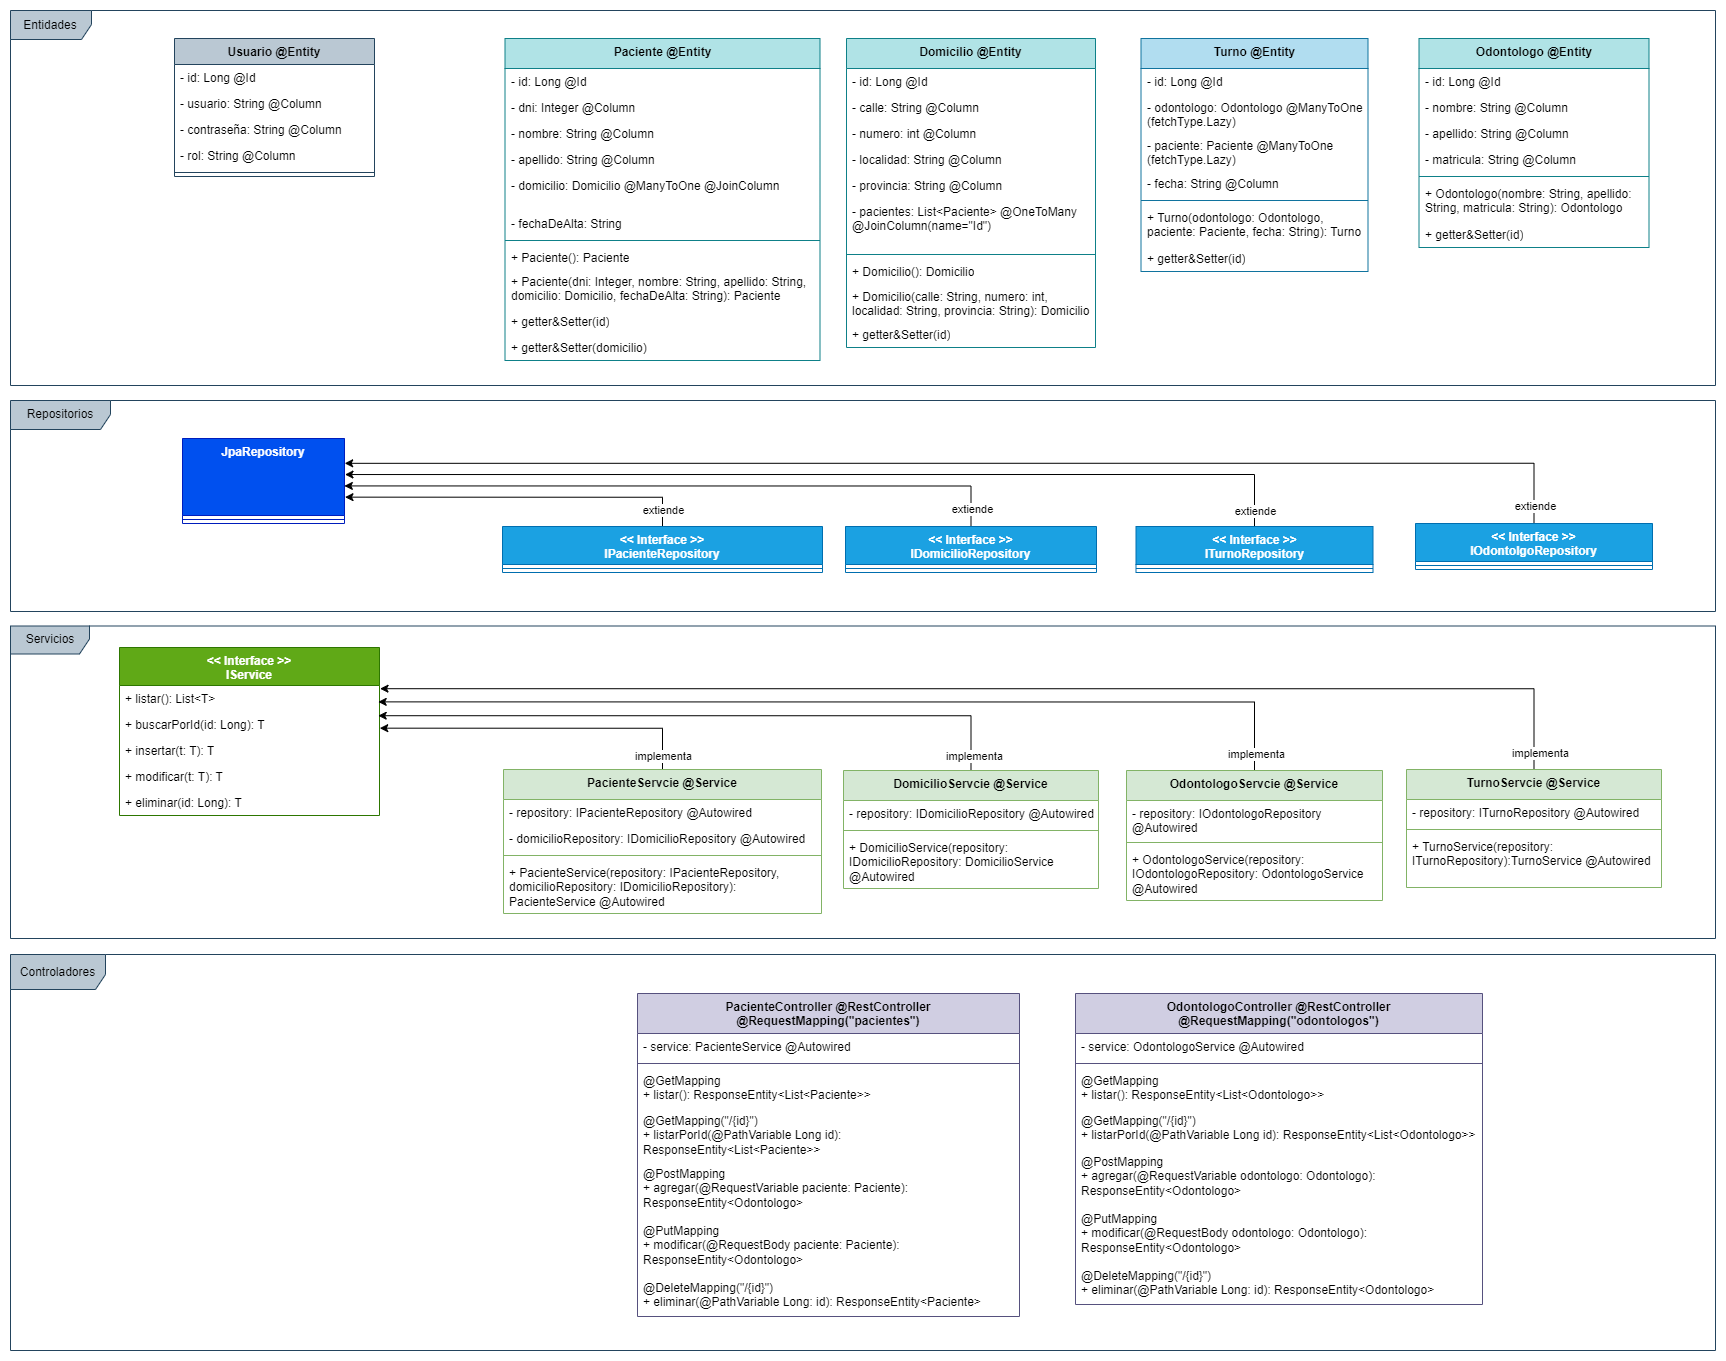 Entidades
Usuario @Entity
- id: Long @Id
- usuario: String @Column
- contraseña: String @Column
- rol: String @Column
Paciente @Entity
- id: Long @Id
- dni: Integer @Column
- nombre: String @Column
- apellido: String @Column
- domicilio: Domicilio @ManyToOne @JoinColumn
- fechaDeAlta: String
+ Paciente(): Paciente
+ Paciente(dni: Integer, nombre: String, apellido: String,
domicilio: Domicilio, fechaDeAlta: String): Paciente
+ getter&Setter(id)
+ getter&Setter(domicilio)
Domicilio @Entity
- id: Long @Id
- calle: String @Column
- numero: int @Column
- localidad: String @Column
- provincia: String @Column
- pacientes: List<Paciente> @OneToMany
@JoinColumn(name="Id")
+ Domicilio(): Domicilio
+ Domicilio(calle: String, numero: int,
localidad: String, provincia: String): Domicilio
+ getter&Setter(id)
Turno @Entity
- id: Long @Id
- odontologo: Odontologo @ManyToOne
(fetchType.Lazy)
- paciente: Paciente @ManyToOne
(fetchType.Lazy)
- fecha: String @Column
+ Turno(odontologo: Odontologo,
paciente: Paciente, fecha: String): Turno
+ getter&Setter(id)
Odontologo @Entity
- id: Long @Id
- nombre: String @Column
- apellido: String @Column
- matricula: String @Column
+ Odontologo(nombre: String, apellido:
String, matricula: String): Odontologo
+ getter&Setter(id)
Repositorios
JpaRepository
extiende
extiende
extiende
extiende
<< Interface >>
IPacienteRepository
<< Interface >>
IDomicilioRepository
<< Interface >>
ITurnoRepository
<< Interface >>
IOdontolgoRepository
Servicios
<< Interface >>
IService
+ listar(): List<T>
+ buscarPorId(id: Long): T
+ insertar(t: T): T
+ modificar(t: T): T
+ eliminar(id: Long): T
implementa
implementa
implementa
implementa
PacienteServcie @Service
- repository: IPacienteRepository @Autowired
- domicilioRepository: IDomicilioRepository @Autowired
+ PacienteService(repository: IPacienteRepository,
domicilioRepository: IDomicilioRepository):
PacienteService @Autowired
DomicilioServcie @Service
- repository: IDomicilioRepository @Autowired
+ DomicilioService(repository:
IDomicilioRepository: DomicilioService
@Autowired
OdontologoServcie @Service
- repository: IOdontologoRepository
@Autowired
+ OdontologoService(repository:
IOdontologoRepository: OdontologoService
@Autowired
TurnoServcie @Service
- repository: ITurnoRepository @Autowired
+ TurnoService(repository:
ITurnoRepository):TurnoService @Autowired
Controladores
PacienteController @RestController
@RequestMapping("pacientes")
- service: PacienteService @Autowired
@GetMapping
+ listar(): ResponseEntity<List<Paciente>>
@GetMapping("/{id}")
+ listarPorId(@PathVariable Long id):
ResponseEntity<List<Paciente>>
@PostMapping
+ agregar(@RequestVariable paciente: Paciente):
ResponseEntity<Odontologo>
@PutMapping
+ modificar(@RequestBody paciente: Paciente):
ResponseEntity<Odontologo>
@DeleteMapping("/{id}")
+ eliminar(@PathVariable Long: id): ResponseEntity<Paciente>
OdontologoController @RestController
@RequestMapping("odontologos")
- service: OdontologoService @Autowired
@GetMapping
+ listar(): ResponseEntity<List<Odontologo>>
@GetMapping("/{id}")
+ listarPorId(@PathVariable Long id): ResponseEntity<List<Odontologo>>
@PostMapping
+ agregar(@RequestVariable odontologo: Odontologo):
ResponseEntity<Odontologo>
@PutMapping
+ modificar(@RequestBody odontologo: Odontologo):
ResponseEntity<Odontologo>
@DeleteMapping("/{id}")
+ eliminar(@PathVariable Long: id): ResponseEntity<Odontologo>